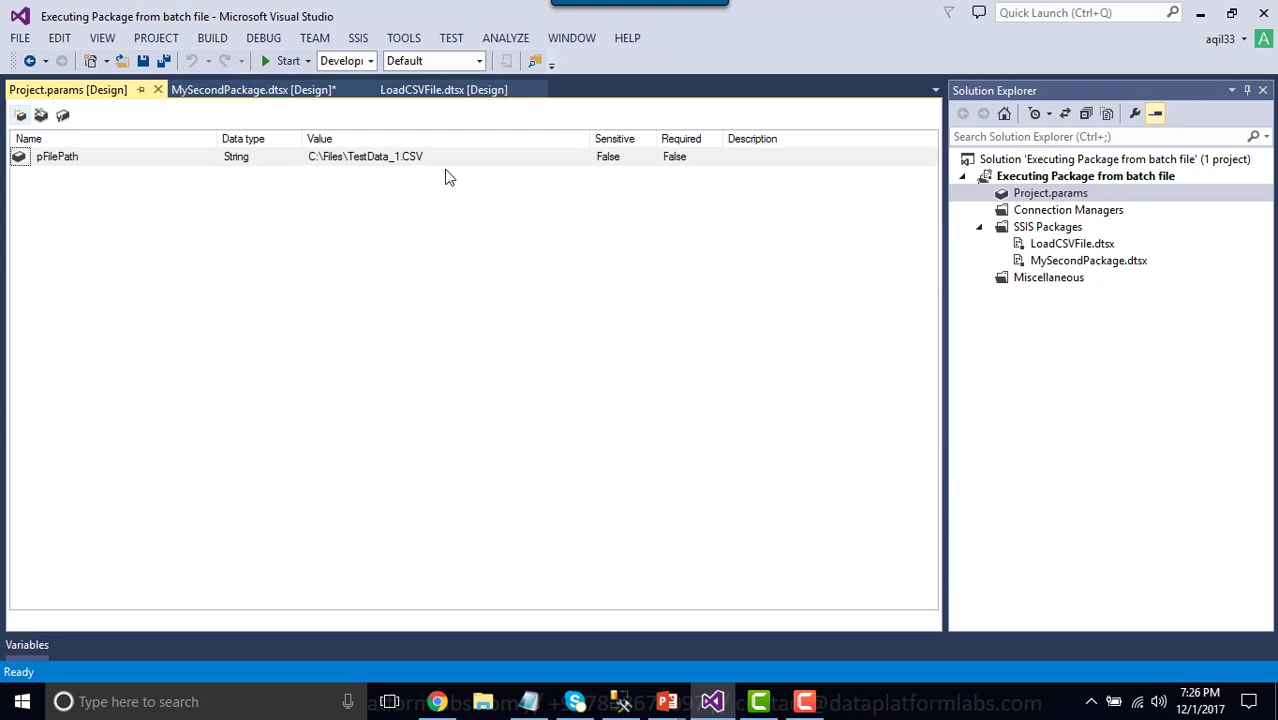 Executing Package from batch file - Microsoft Visual Studio
Quick Launch (Ctrl+Q)
FILE EDIT VIEW PROJECT BUILD DEBUG TEAM SSIS TOOLS TEST ANALYZE WINDOW HELP
aqil33 A
Start Developı Default
Project.params [Design] MySecondPackage.dtsx [Design]* LoadCSVFile.dtsx [Design]
Solution Explorer
Search Solution Explorer (Ctrl+;)
Name Data type Value Sensitive Required Description
pFilePath String C:\Files\TestData_1.CSV False False
Solution 'Executing Package from batch file' (1 project)
Executing Package from batch file
Project.params
Connection Managers
SSIS Packages
LoadCSVFile.dtsx
MySecondPackage.dtsx
Miscellaneous
Variables
Ready
Type here to search
@dataplatformlabs.com
7:26 PM
12/1/2017